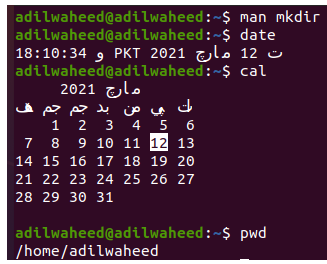 adilwaheed@adilwaheed:~$ man mkdir
adilwaheed@adilwaheed:~$ date
18:10:34 و PKT 2021 مارچ 12 ت
adilwaheed@adilwaheed:~$ cal
مارچ 2021
ات پي من بد جم جم هف
1 2 3 4 5 6
7 8 9 10 11 12 13
14 15 16 17 18 19 20
21 22 23 24 25 26 27
28 29 30 31
adilwaheed@adilwaheed:~$ pwd
/home/adilwaheed